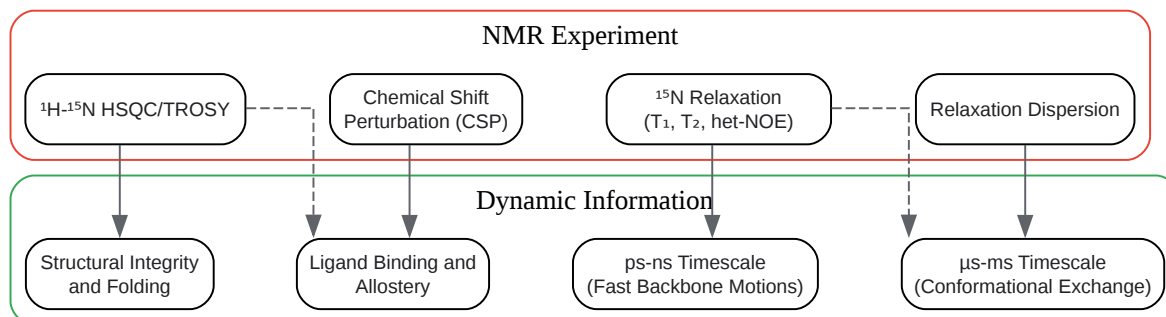 NMR Experiment
¹H-¹⁵N HSQC/TROSY
Chemical Shift
Perturbation (CSP)
¹⁵N Relaxation
(T₁, T₂, het-NOE)
Relaxation Dispersion
Dynamic Information
Structural Integrity
and Folding
Ligand Binding and
Allostery
ps-ns Timescale
(Fast Backbone Motions)
µs-ms Timescale
(Conformational Exchange)